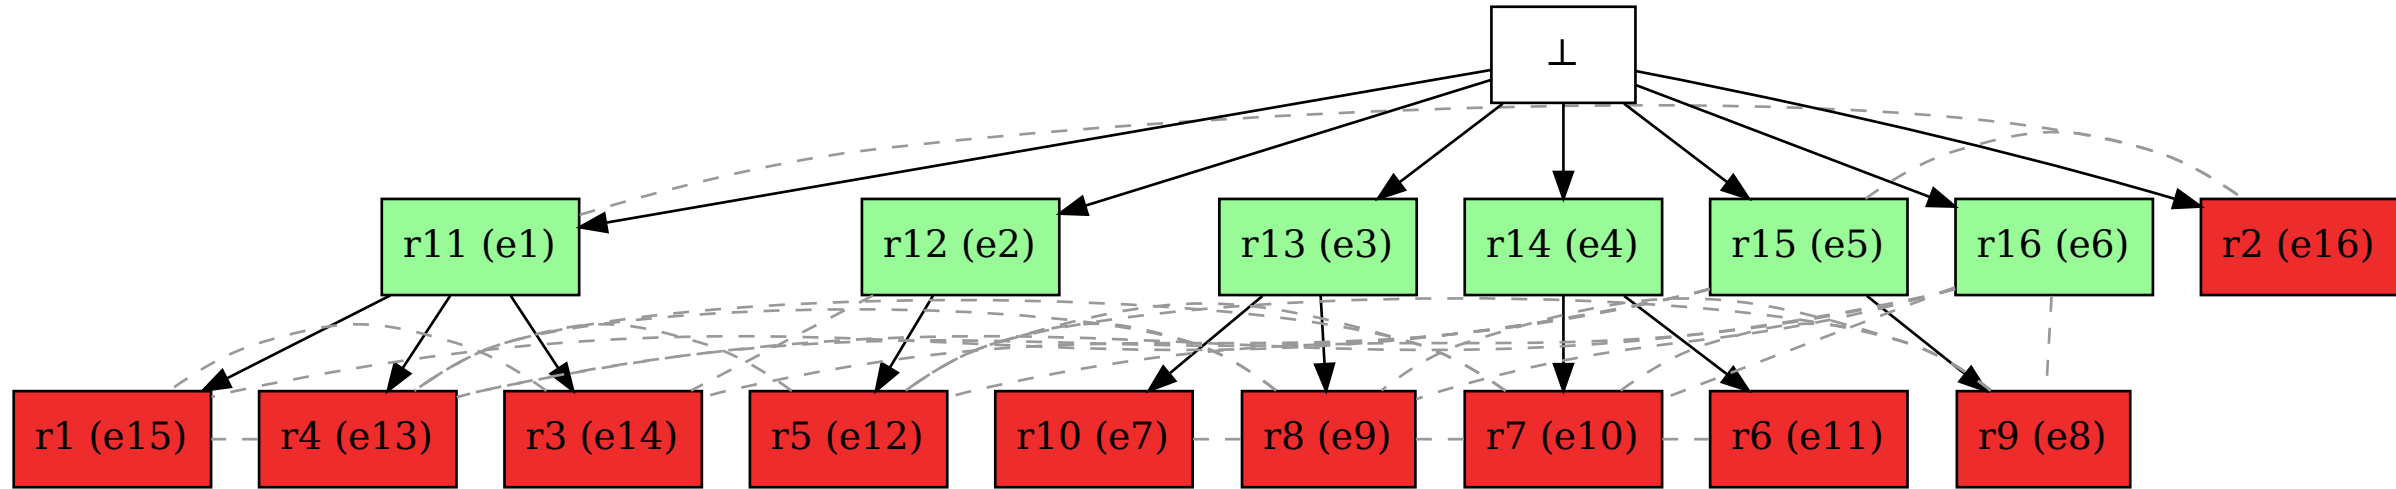 ⊥
r11 (e1)
r12 (e2)
r13 (e3)
r14 (e4)
r15 (e5)
r16 (e6)
r2 (e16)
r1 (e15)
r4 (e13)
r3 (e14)
r5 (e12)
r10 (e7)
r8 (e9)
r7 (e10)
r6 (e11)
r9 (e8)